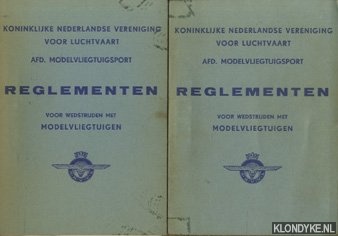 KONINKLIJKE NEDERLANDSE VERENIGING
VOOR LUCHTVAART
AFD. MODELVLIEGTUIGSPORT
REGLEMENTEN
VOOR WEDSTRIJDEN MET
MODELVLIEGTUIGEN
KONINKLIJKE NEDERLANDSE VERENIGING
VOOR LUCHTVAART
AFD. MODELVLIEGTUIGSPORT
REGLEMENTEN
VOOR WEDSTRIJDEN MET
MODELVLIEGTUIGEN
KLONDYKE.NL